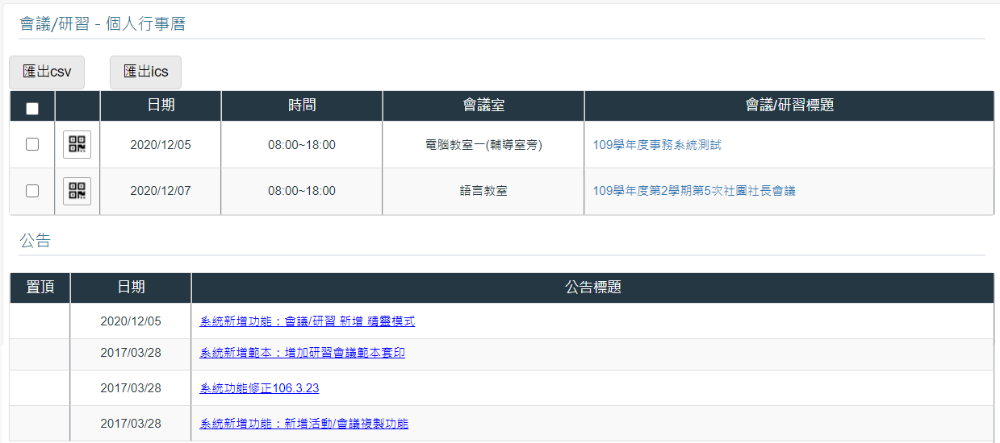 會議/研習 - 個人行事曆
匯出csv 匯出ics
日期 時間 會議室 會議/研習標題
2020/12/05 08:00~18:00 電腦教室一(輔導室旁) 109學年度事務系統測試
2020/12/07 08:00~18:00 語言教室 109學年度第2學期第5次社團社長會議
公告
置頂 日期 公告標題
2020/12/05 系統新增功能：會議/研習 新增 精靈模式
2017/03/28 系統新增範本：增加研習會議範本套印
2017/03/28 系統功能修正106.3.23
2017/03/28 系統新增功能：新增活動/會議複製功能